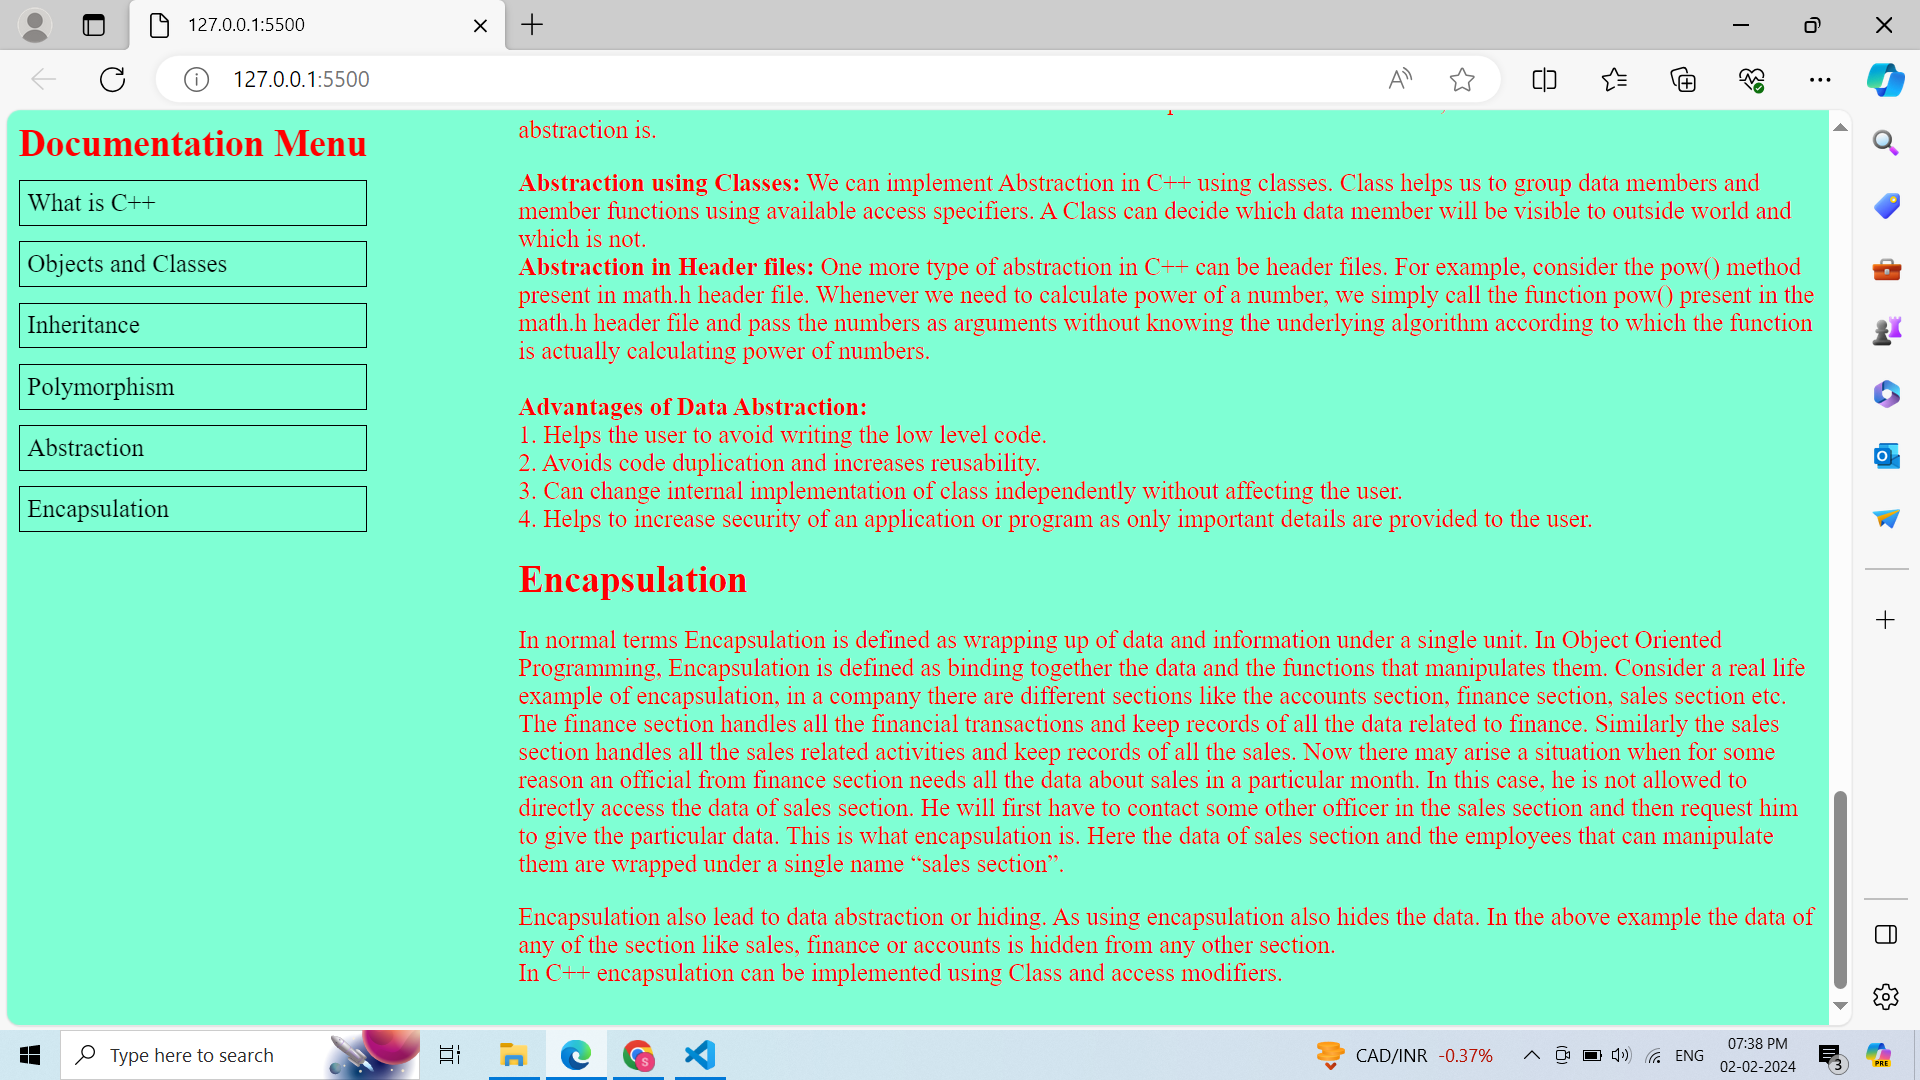 127.0.0.1:5500
127.0.0.1:5500
Documentation Menu
What is C++
Objects and Classes
Inheritance
Polymorphism
Abstraction
Encapsulation
abstraction is.
Abstraction using Classes: We can implement Abstraction in C++ using classes. Class helps us to group data members and
member functions using available access specifiers. A Class can decide which data member will be visible to outside world and
which is not.
Abstraction in Header files: One more type of abstraction in C++ can be header files. For example, consider the pow() method
present in math.h header file. Whenever we need to calculate power of a number, we simply call the function pow() present in the
math.h header file and pass the numbers as arguments without knowing the underlying algorithm according to which the function
is actually calculating power of numbers.
Advantages of Data Abstraction:
1. Helps the user to avoid writing the low level code.
2. Avoids code duplication and increases reusability.
3. Can change internal implementation of class independently without affecting the user.
4. Helps to increase security of an application or program as only important details are provided to the user.
Encapsulation
In normal terms Encapsulation is defined as wrapping up of data and information under a single unit. In Object Oriented
Programming, Encapsulation is defined as binding together the data and the functions that manipulates them. Consider a real life
example of encapsulation, in a company there are different sections like the accounts section, finance section, sales section etc.
The finance section handles all the financial transactions and keep records of all the data related to finance. Similarly the sales
section handles all the sales related activities and keep records of all the sales. Now there may arise a situation when for some
reason an official from finance section needs all the data about sales in a particular month. In this case, he is not allowed to
directly access the data of sales section. He will first have to contact some other officer in the sales section and then request him
to give the particular data. This is what encapsulation is. Here the data of sales section and the employees that can manipulate
them are wrapped under a single name “sales section”.
Encapsulation also lead to data abstraction or hiding. As using encapsulation also hides the data. In the above example the data of
any of the section like sales, finance or accounts is hidden from any other section.
In C++ encapsulation can be implemented using Class and access modifiers.
Type here to search
CAD/INR -0.37%
ENG
07:38 PM
02-02-2024
3
PRE